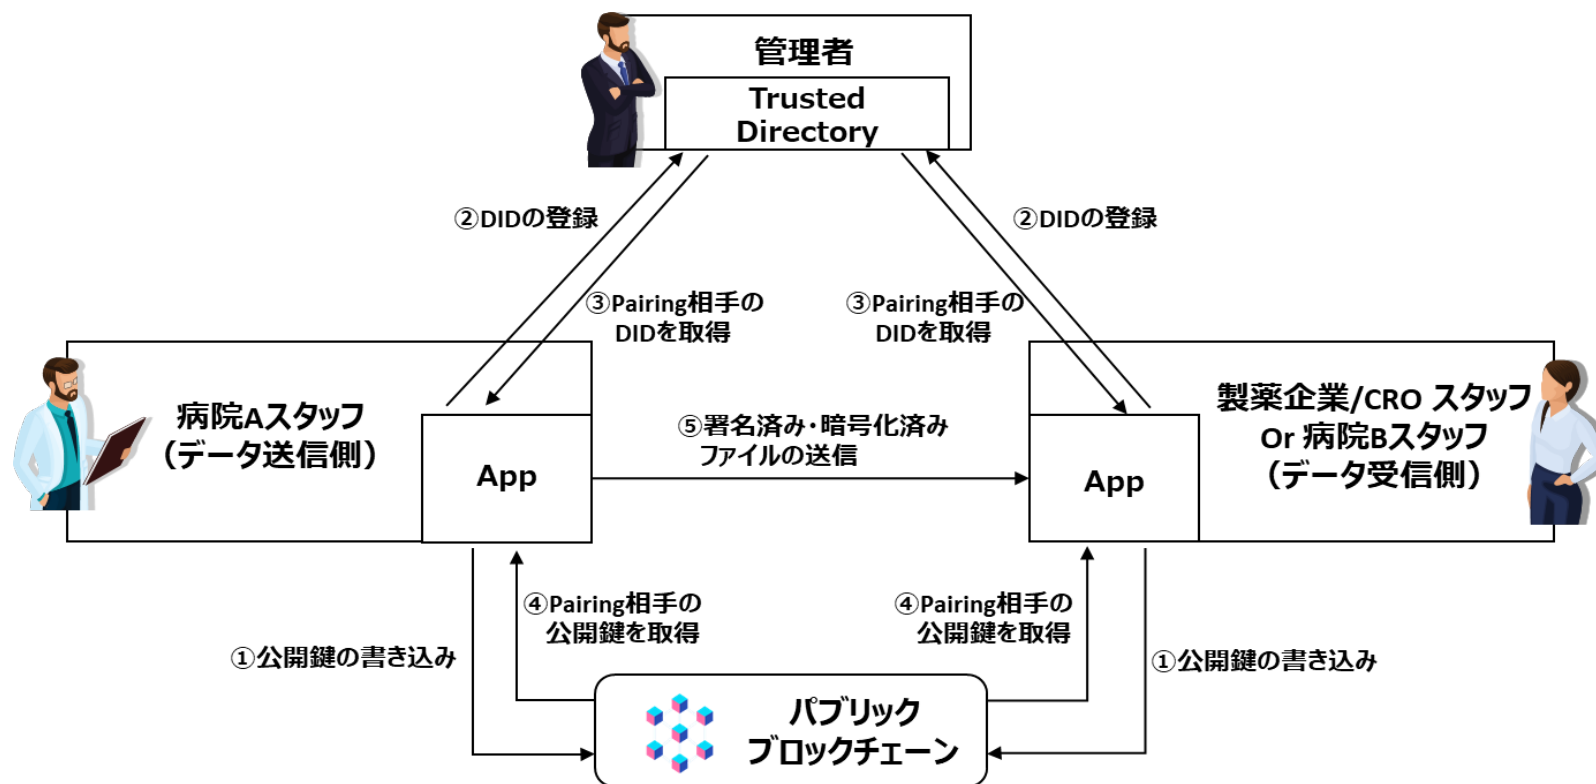 管理者
Trusted
Directory
②DIDの登録
②DIDの登録
③Pairing相手の
DIDを取得
③Pairing相手の
DIDを取得
病院Aスタッフ
（データ送信側）
App
⑤署名済み・暗号化済み
ファイルの送信
App
製薬企業/CRO スタッフ
Or 病院Bスタッフ
（データ受信側）
④Pairing相手の
公開鍵を取得
④Pairing相手の
公開鍵を取得
①公開鍵の書き込み
①公開鍵の書き込み
パブリック
ブロックチェーン